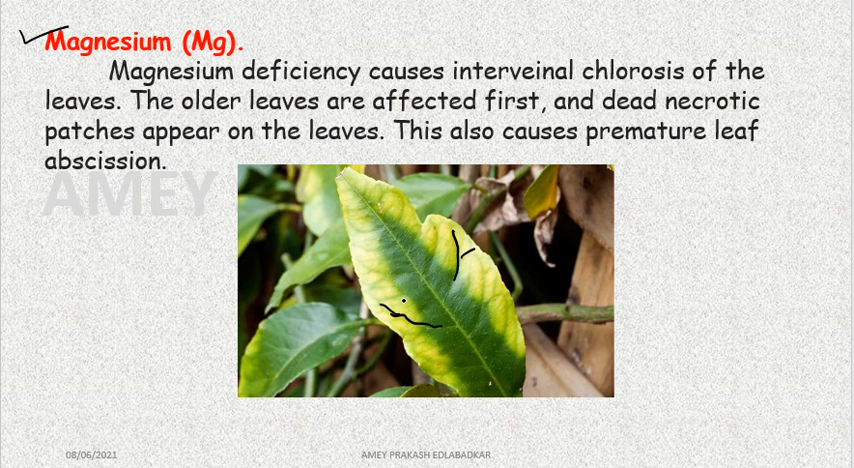 Magnesium (Mg).
Magnesium deficiency causes interveinal chlorosis of the
leaves. The older leaves are affected first, and dead necrotic
patches appear on the leaves. This also causes premature leaf
abscission.
AMEY
08/06/2021
AMEY PRAKASH EDLABADKAR